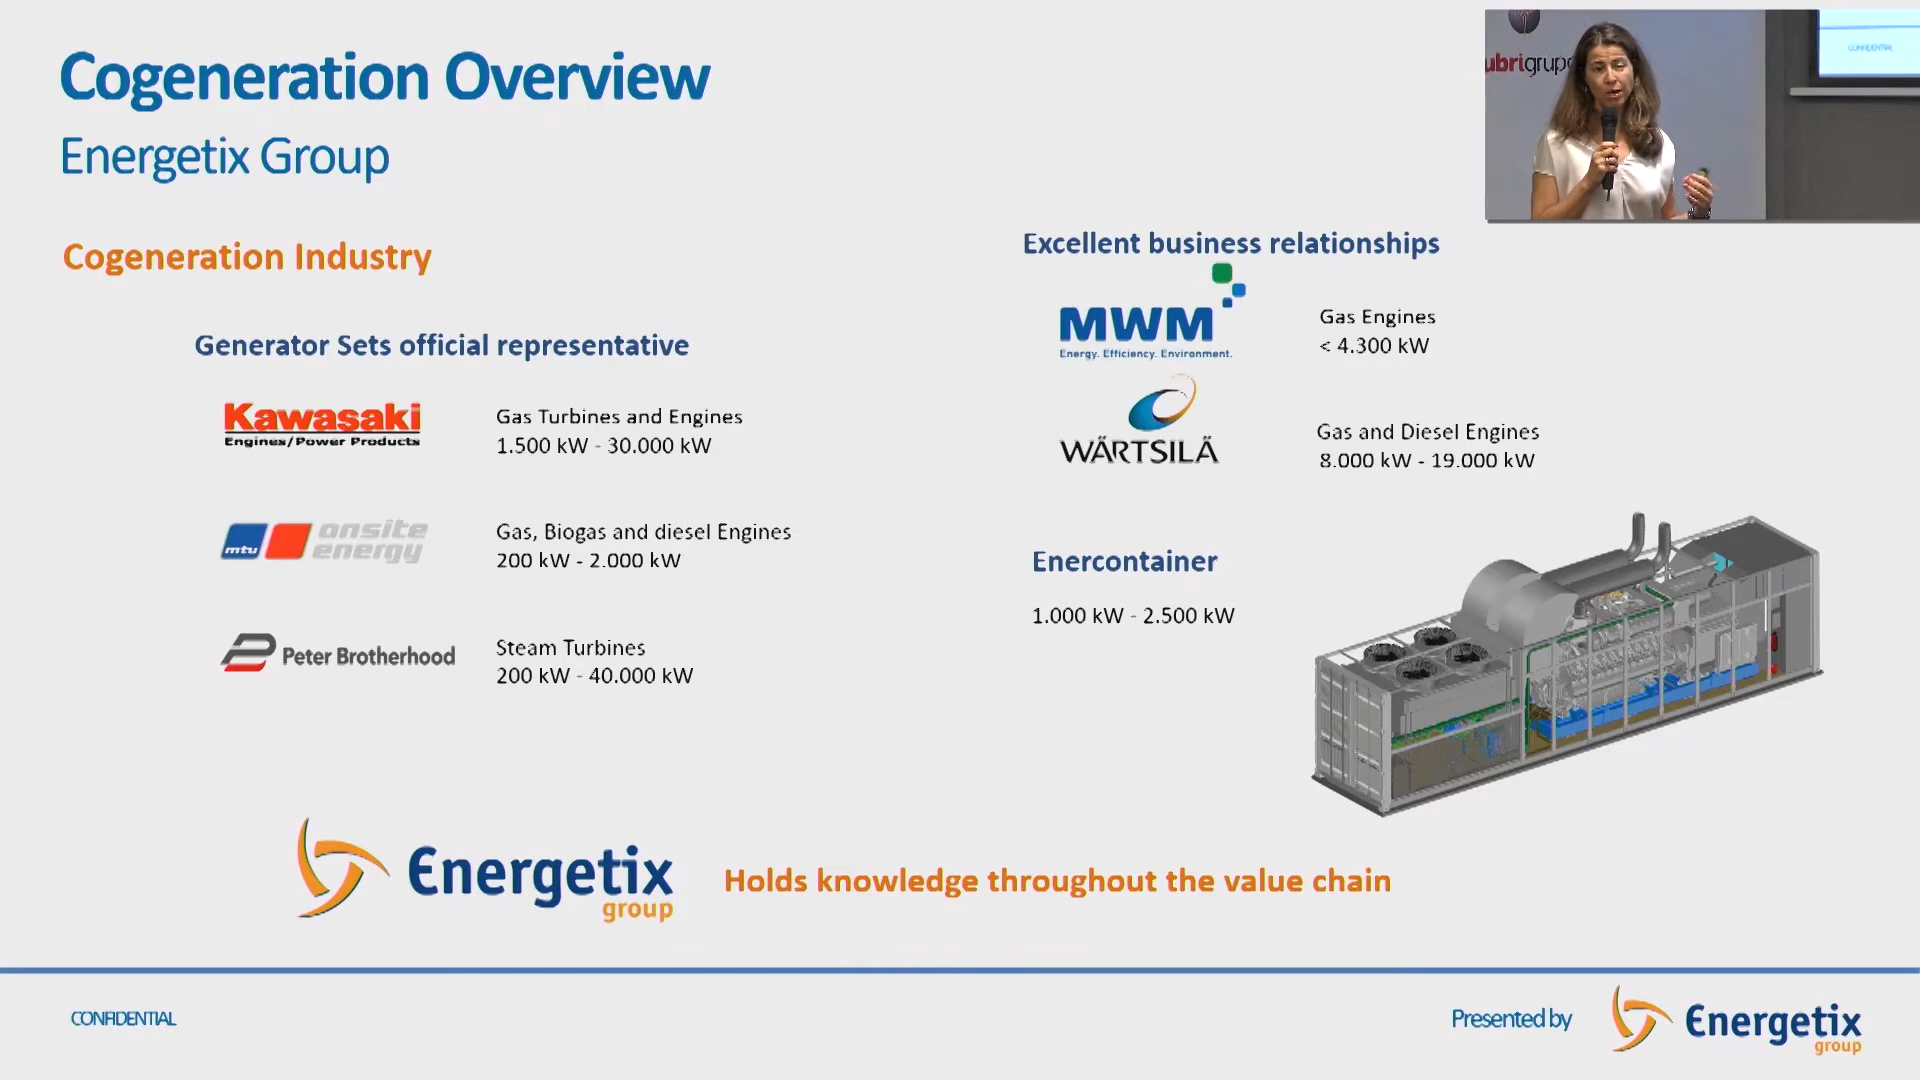 Cogeneration Overview
Energetix Group
Cogeneration Industry
Generator Sets official representative
Kawasaki
Engines/Power Products
Gas Turbines and Engines
1.500 kW - 30.000 kW
mtu
onsite
energy
Gas, Biogas and diesel Engines
200 kW - 2.000 kW
Peter Brotherhood
Steam Turbines
200 kW - 40.000 kW
ubrigrupo
CONFIDENTIAL
Excellent business relationships
MWM
Energy. Efficiency. Environment.
Gas Engines
< 4.300 kW
WÄRTSILÄ
Gas and Diesel Engines
8.000 kW - 19.000 kW
Enercontainer
1.000 kW - 2.500 kW
Energetix
group
Holds knowledge throughout the value chain
CONFIDENTIAL
Presented by
Energetix
group